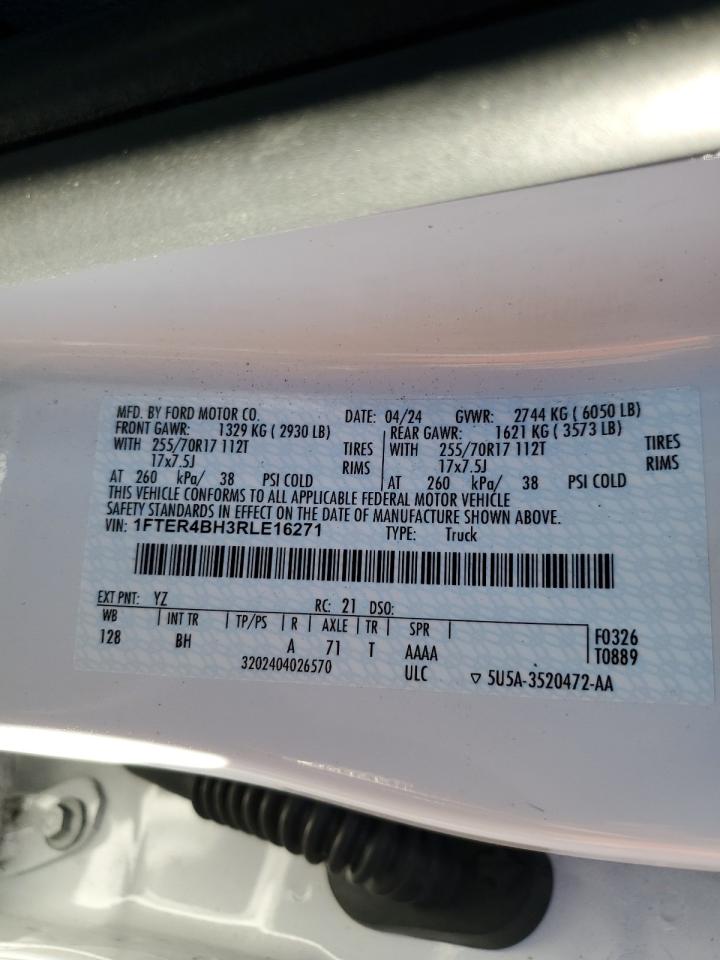 MFD. BY FORD MOTOR CO. DATE: 04/24 GVWR: 2744 KG ( 6050 LB)
FRONT GAWR: 1329 KG ( 2930 LB) REAR GAWR: 1621 KG ( 3573 LB)
WITH 255/70R17 112T TIRES WITH 255/70R17 112T TIRES
17x7.5J RIMS 17x7.5J RIMS
AT 260 kPa/ 38 PSI COLD AT 260 kPa/ 38 PSI COLD
THIS VEHICLE CONFORMS TO ALL APPLICABLE FEDERAL MOTOR VEHICLE
SAFETY STANDARDS IN EFFECT ON THE DATE OF MANUFACTURE SHOWN ABOVE.
VIN: 1FTER4BH3RLE16271 TYPE: Truck
EXT PNT: YZ RC: 21 DSO:
WB INT TR TP/PS R AXLE TR SPR F0326
128 BH A 71 T AAAA T0889
3202404026570 ULC ▽ 5U5A-3520472-AA